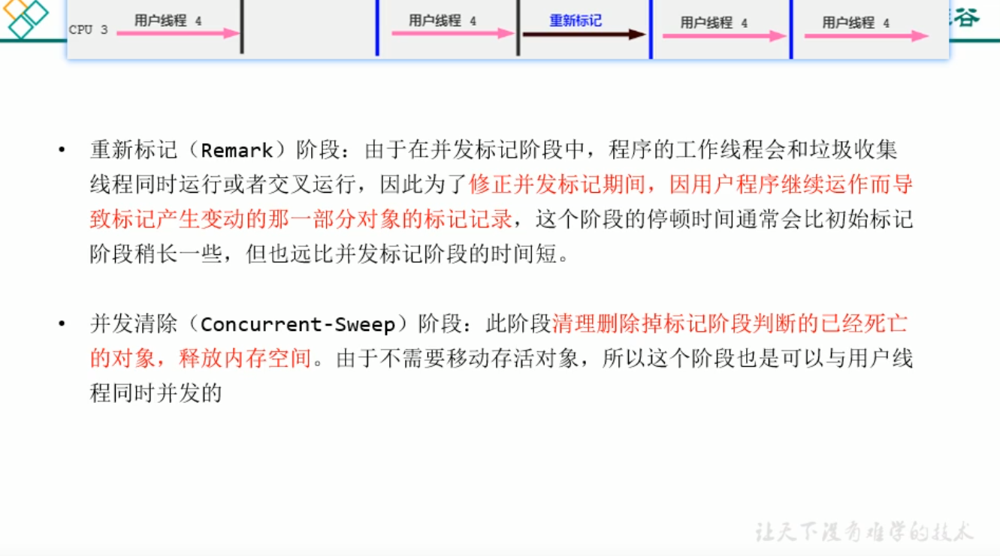 CPU 3 用户线程 4 用户线程 4 重新标记 用户线程 4 用户线程 4
谷
• 重新标记（Remark）阶段：由于在并发标记阶段中，程序的工作线程会和垃圾收集
线程同时运行或者交叉运行，因此为了修正并发标记期间，因用户程序继续运作而导
致标记产生变动的那一部分对象的标记记录，这个阶段的停顿时间通常会比初始标记
阶段稍长一些，但也远比并发标记阶段的时间短。
• 并发清除（Concurrent-Sweep）阶段：此阶段清理删除掉标记阶段判断的已经死亡
的对象，释放内存空间。由于不需要移动存活对象，所以这个阶段也是可以与用户线
程同时并发的
让天下没有难学的技术